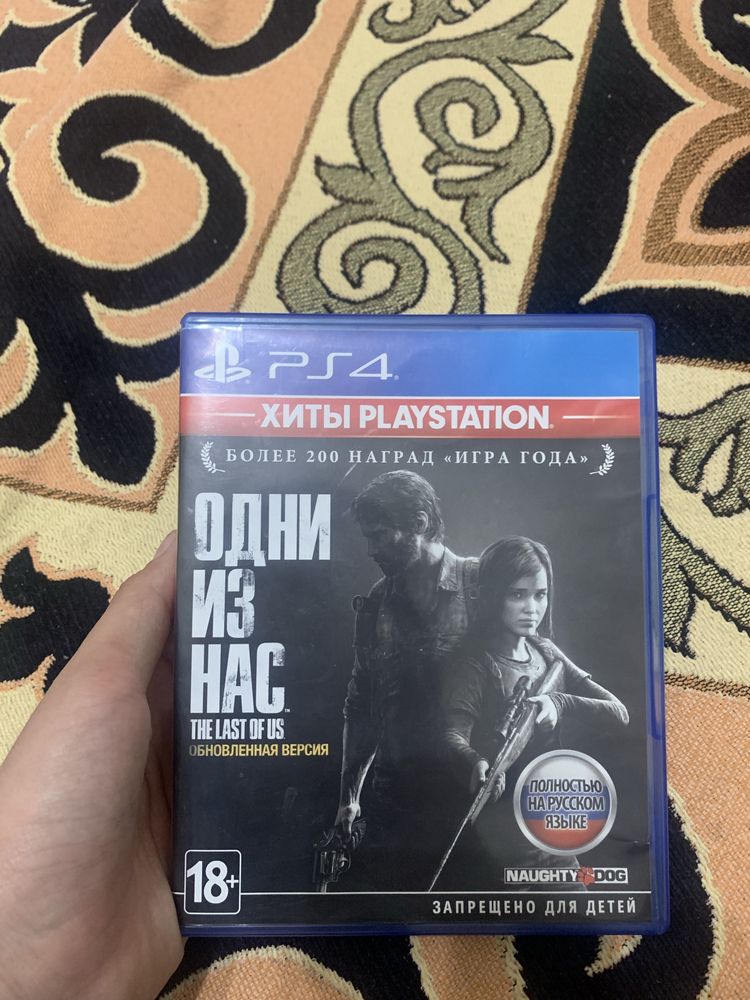 PS4
ХИТЫ PLAYSTATION
БОЛЕЕ 200 НАГРАД «ИГРА ГОДА»
ОДНИ
ИЗ
НАС™
THE LAST OF US
ОБНОВЛЕННАЯ ВЕРСИЯ
ПОЛНОСТЬЮ
НА РУССКОМ
ЯЗЫКЕ
NAUGHTY DOG
18+
ЗАПРЕЩЕНО ДЛЯ ДЕТЕЙ